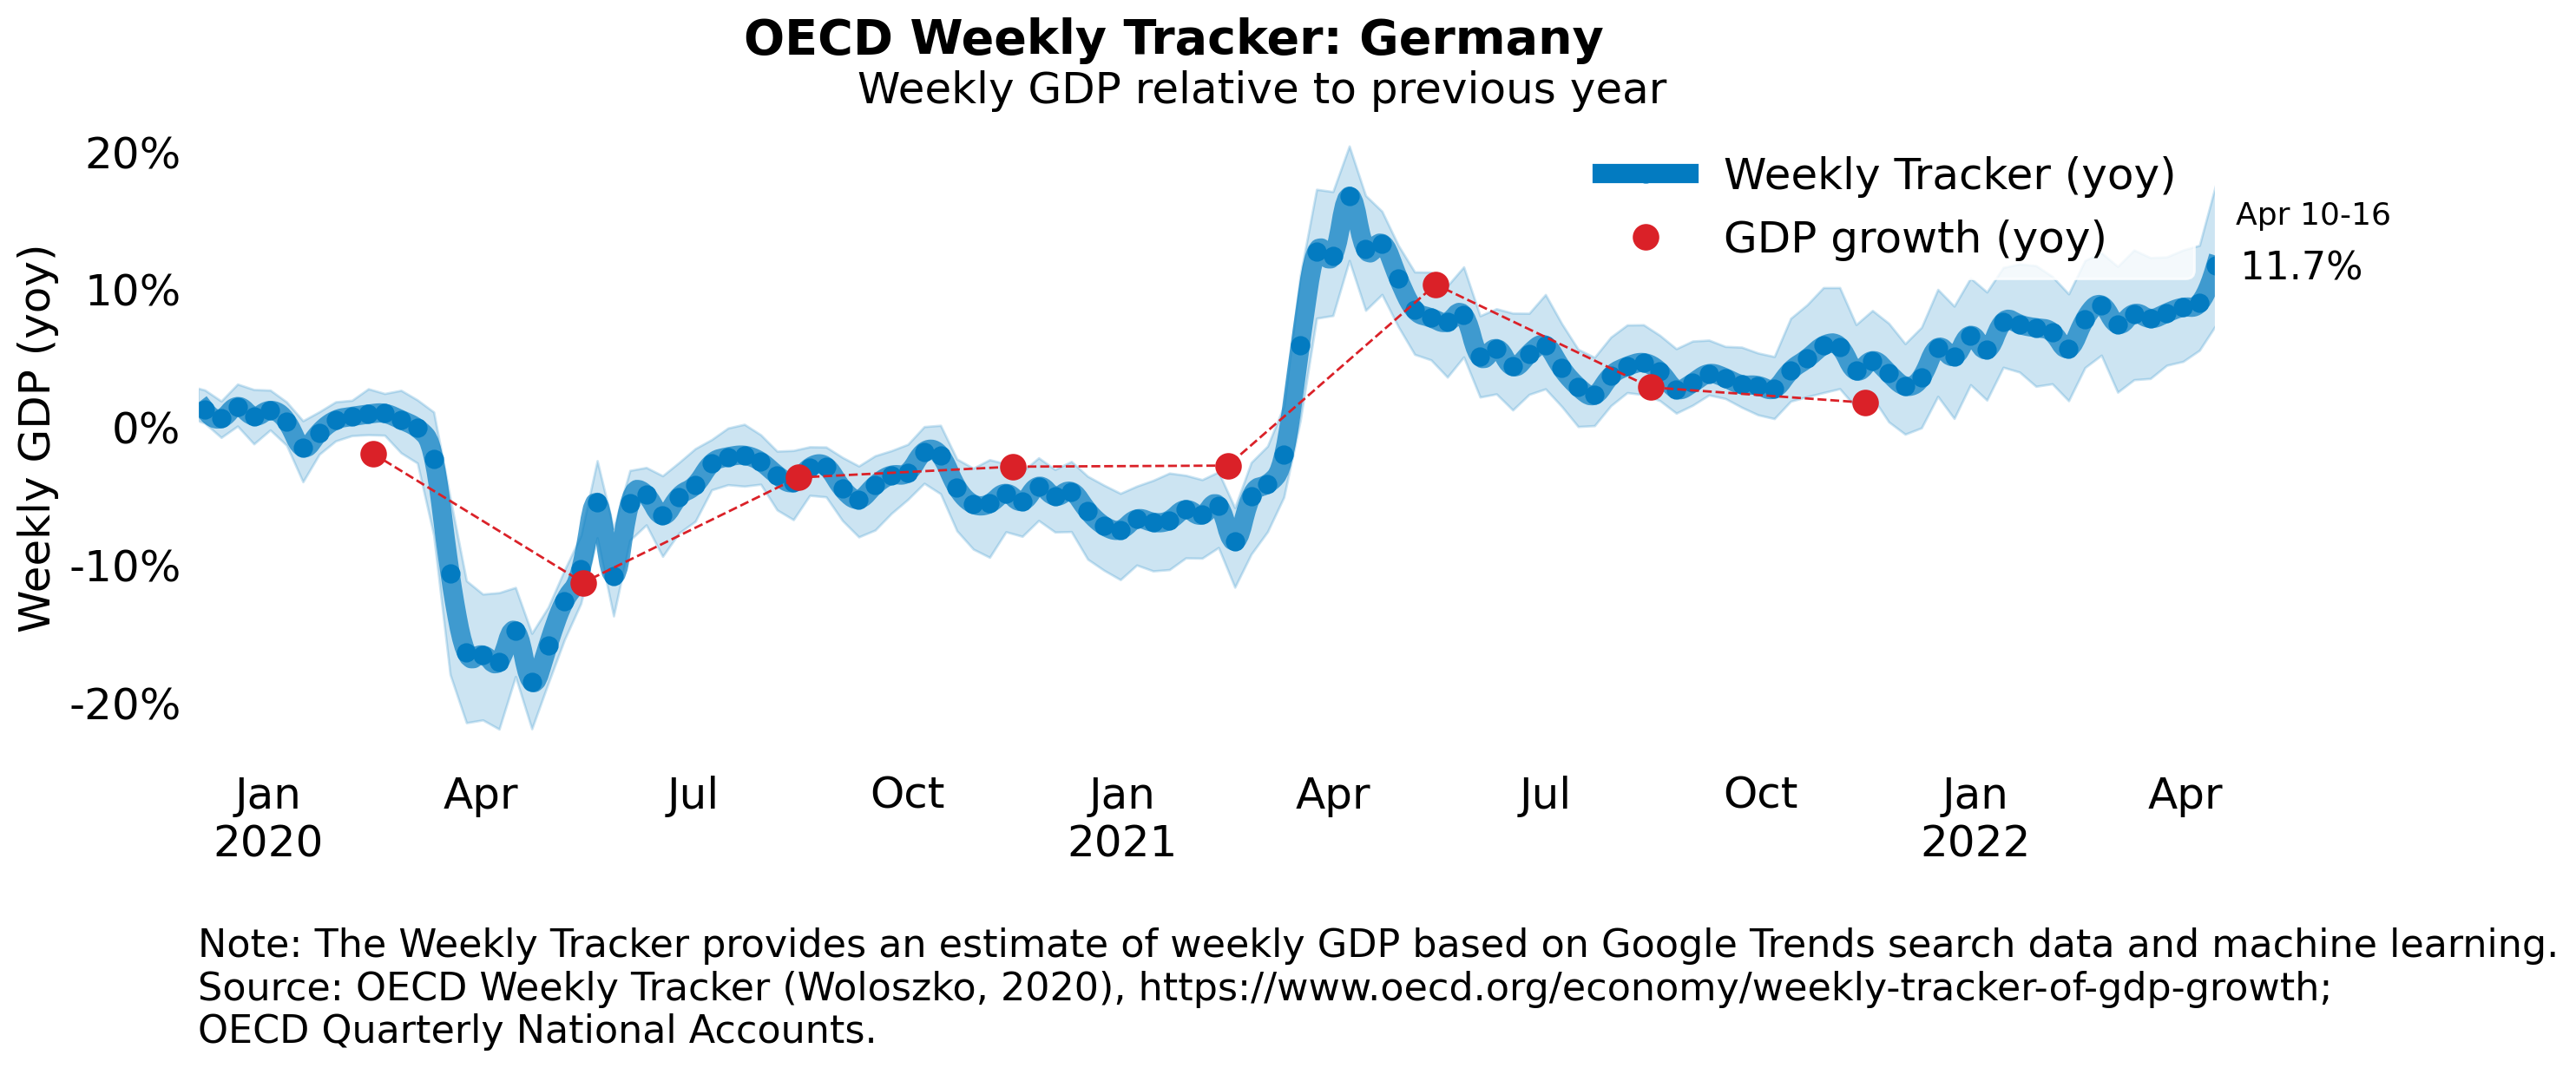 OECD Weekly Tracker: Germany
Weekly GDP relative to previous year
Weekly GDP (yoy)
20%
10%
0%
-10%
-20%
Weekly Tracker (yoy)
GDP growth (yoy)
Apr 10-16
11.7%
Jan Apr Jul Oct Jan Apr Jul Oct Jan Apr
2020 2021 2022
Note: The Weekly Tracker provides an estimate of weekly GDP based on Google Trends search data and machine learning.
Source: OECD Weekly Tracker (Woloszko, 2020), https://www.oecd.org/economy/weekly-tracker-of-gdp-growth;
OECD Quarterly National Accounts.